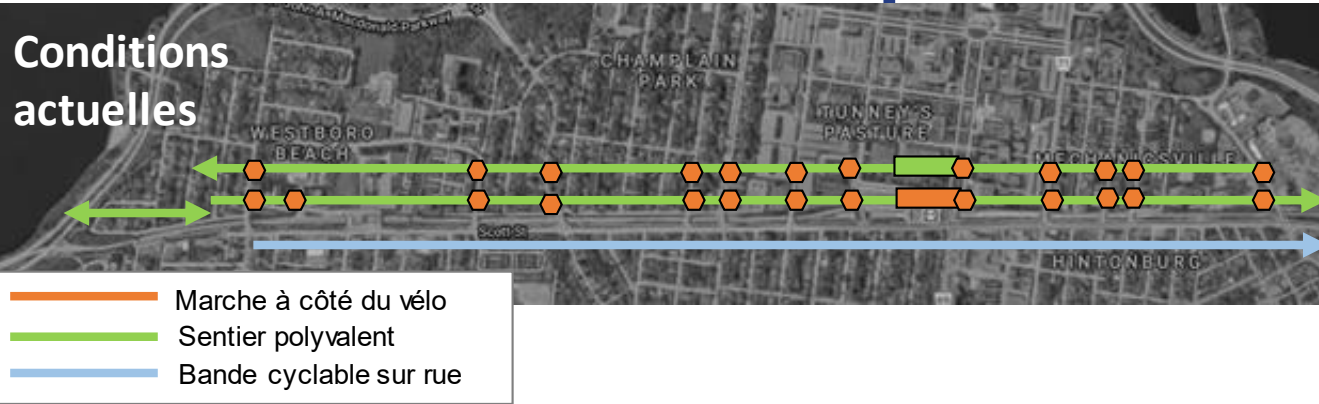 Conditions
actuelles
CHAMPLAIN
PARK
TUNNEY'S
PASTURE
WESTBORO
BEACH
MECHANICSVILLE
Scott St
HINTONBURG
Marche à côté du vélo
Sentier polyvalent
Bande cyclable sur rue